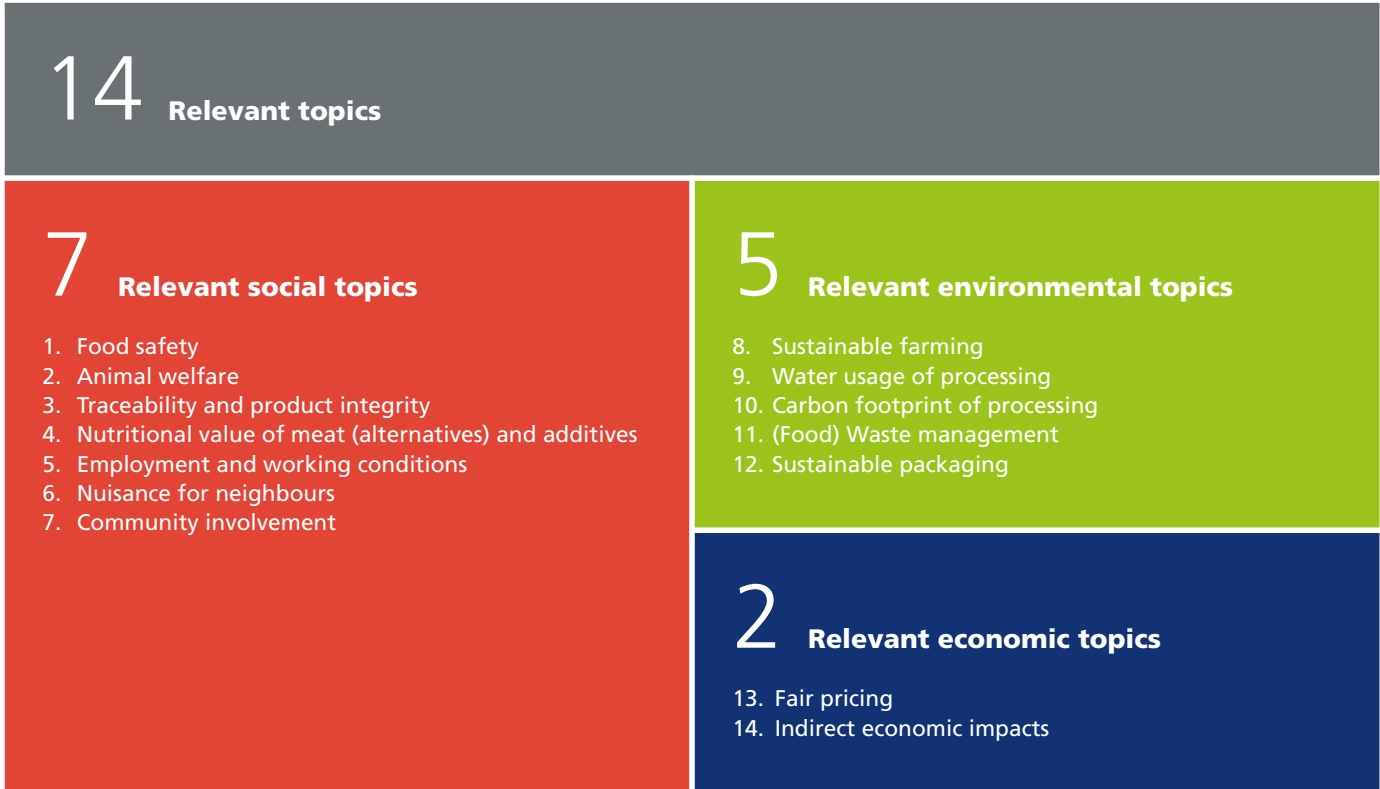 14 Relevant topics
7 Relevant social topics
1. Food safety
2. Animal welfare
3. Traceability and product integrity
4. Nutritional value of meat (alternatives) and additives
5. Employment and working conditions
6. Nuisance for neighbours
7. Community involvement
5 Relevant environmental topics
8. Sustainable farming
9. Water usage of processing
10. Carbon footprint of processing
11. (Food) Waste management
12. Sustainable packaging
2 Relevant economic topics
13. Fair pricing
14. Indirect economic impacts